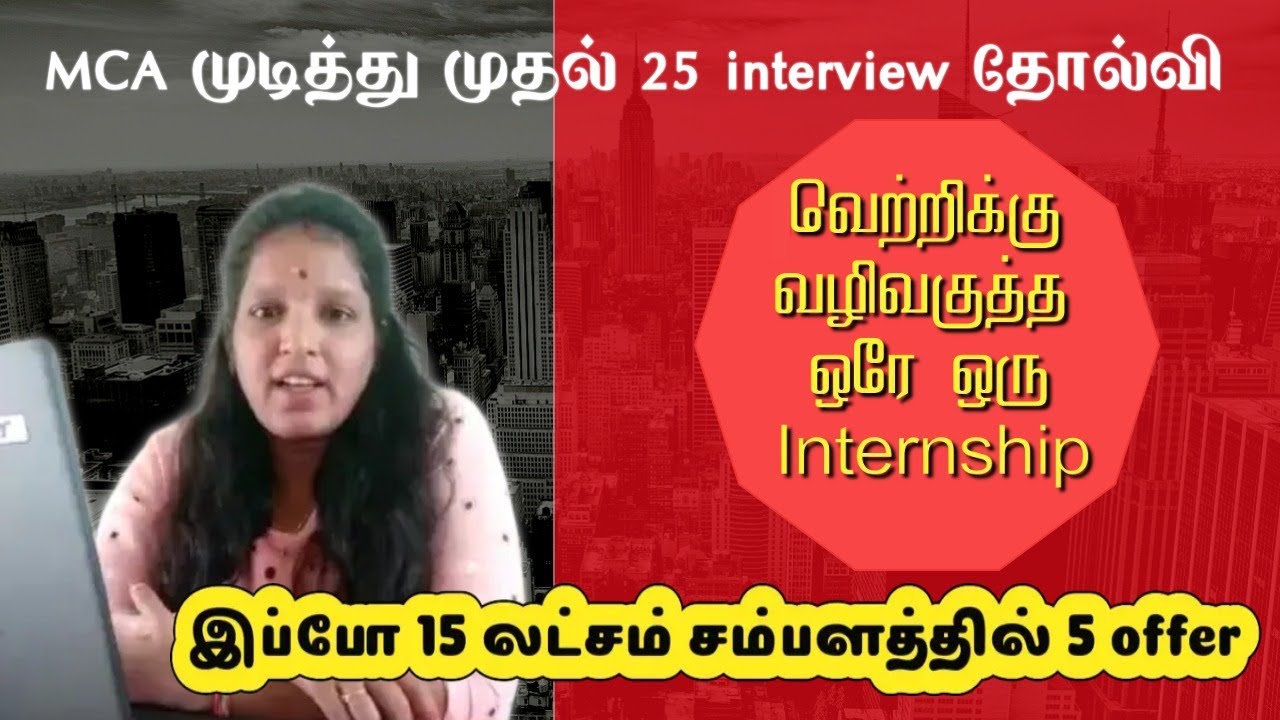 MCA முடித்து முதல் 25 interview தோல்வி
வேற்றிக்கு
வழிவகுத்த
ஒரே ஒரு
Internship
இப்போ 15 லட்சம் சம்பளத்தில் 5 offer